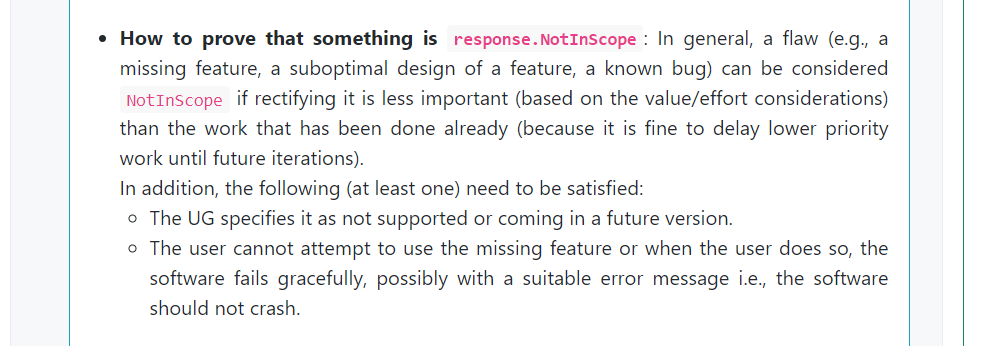 How to prove that something is response.NotInScope : In general, a flaw (e.g., a
missing feature, a suboptimal design of a feature, a known bug) can be considered
NotInScope if rectifying it is less important (based on the value/effort considerations)
than the work that has been done already (because it is fine to delay lower priority
work until future iterations).
In addition, the following (at least one) need to be satisfied:
The UG specifies it as not supported or coming in a future version.
The user cannot attempt to use the missing feature or when the user does so, the
software fails gracefully, possibly with a suitable error message i.e., the software
should not crash.